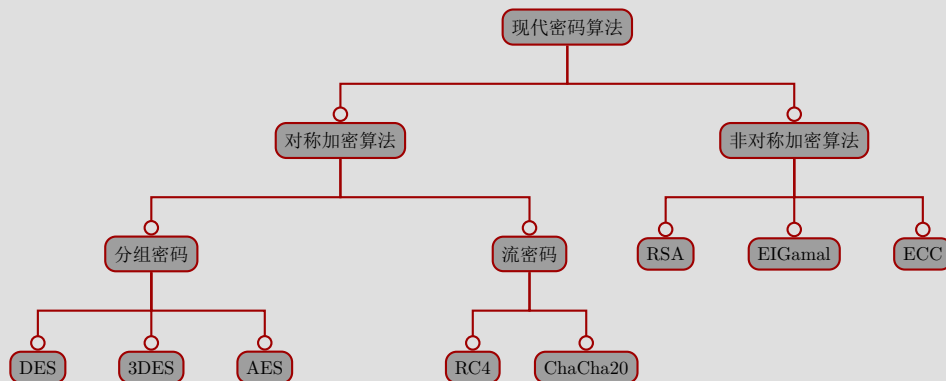 现代密码算法
对称加密算法
非对称加密算法
分组密码
流密码
RSA
EIGamal
ECC
DES
3DES
AES
RC4
ChaCha20